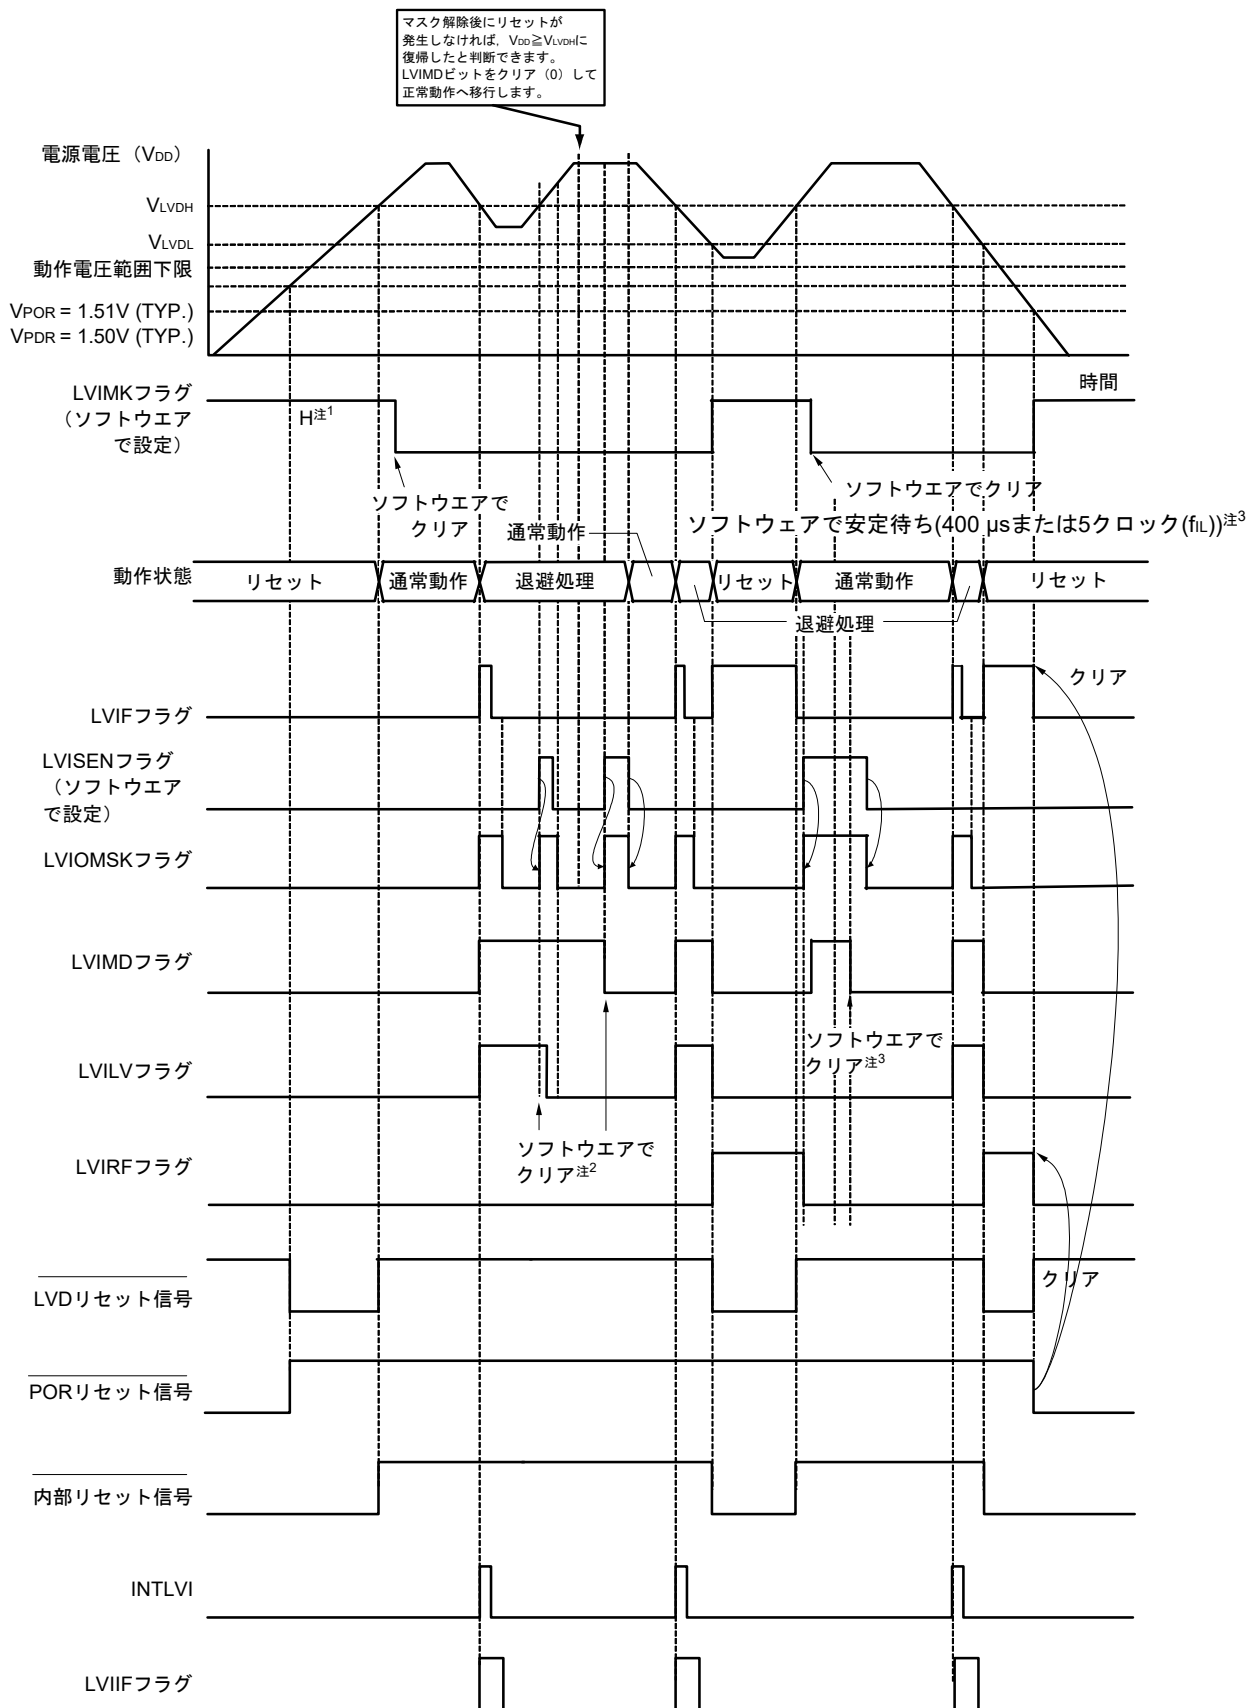 マスク解除後にリセットが
発生しなければ，VDD≧VLVDHに
復帰したと判断できます。
LVIMDビットをクリア（0）して
正常動作へ移行します。
電源電圧（VDD）
VLVDH
VLVDL
動作電圧範囲下限
VPOR = 1.51V (TYP.)
VPDR = 1.50V (TYP.)
時間
LVIMKフラグ
（ソフトウエア
で設定）
H注1
ソフトウエアで
クリア
ソフトウエアでクリア
通常動作
ソフトウェアで安定待ち(400 µsまたは5クロック(fIL))注3
動作状態
リセット
通常動作
退避処理
リセット
通常動作
リセット
退避処理
LVIFフラグ
クリア
LVISENフラグ
（ソフトウエア
で設定）
LVIOMSKフラグ
LVIMDフラグ
ソフトウエアで
クリア注3
LVILVフラグ
ソフトウエアで
クリア注2
LVIRFフラグ
クリア
LVDリセット信号
PORリセット信号
内部リセット信号
INTLVI
LVIIFフラグ